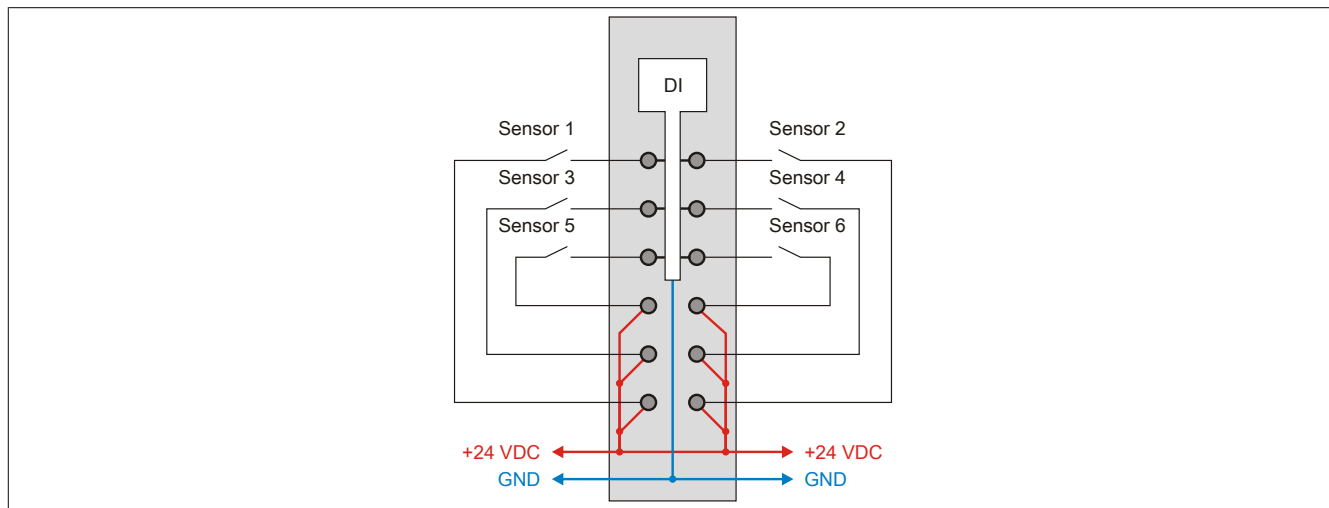 DI
Sensor 1
Sensor 2
Sensor 3
Sensor 4
Sensor 5
Sensor 6
+24 VDC
+24 VDC
GND
GND